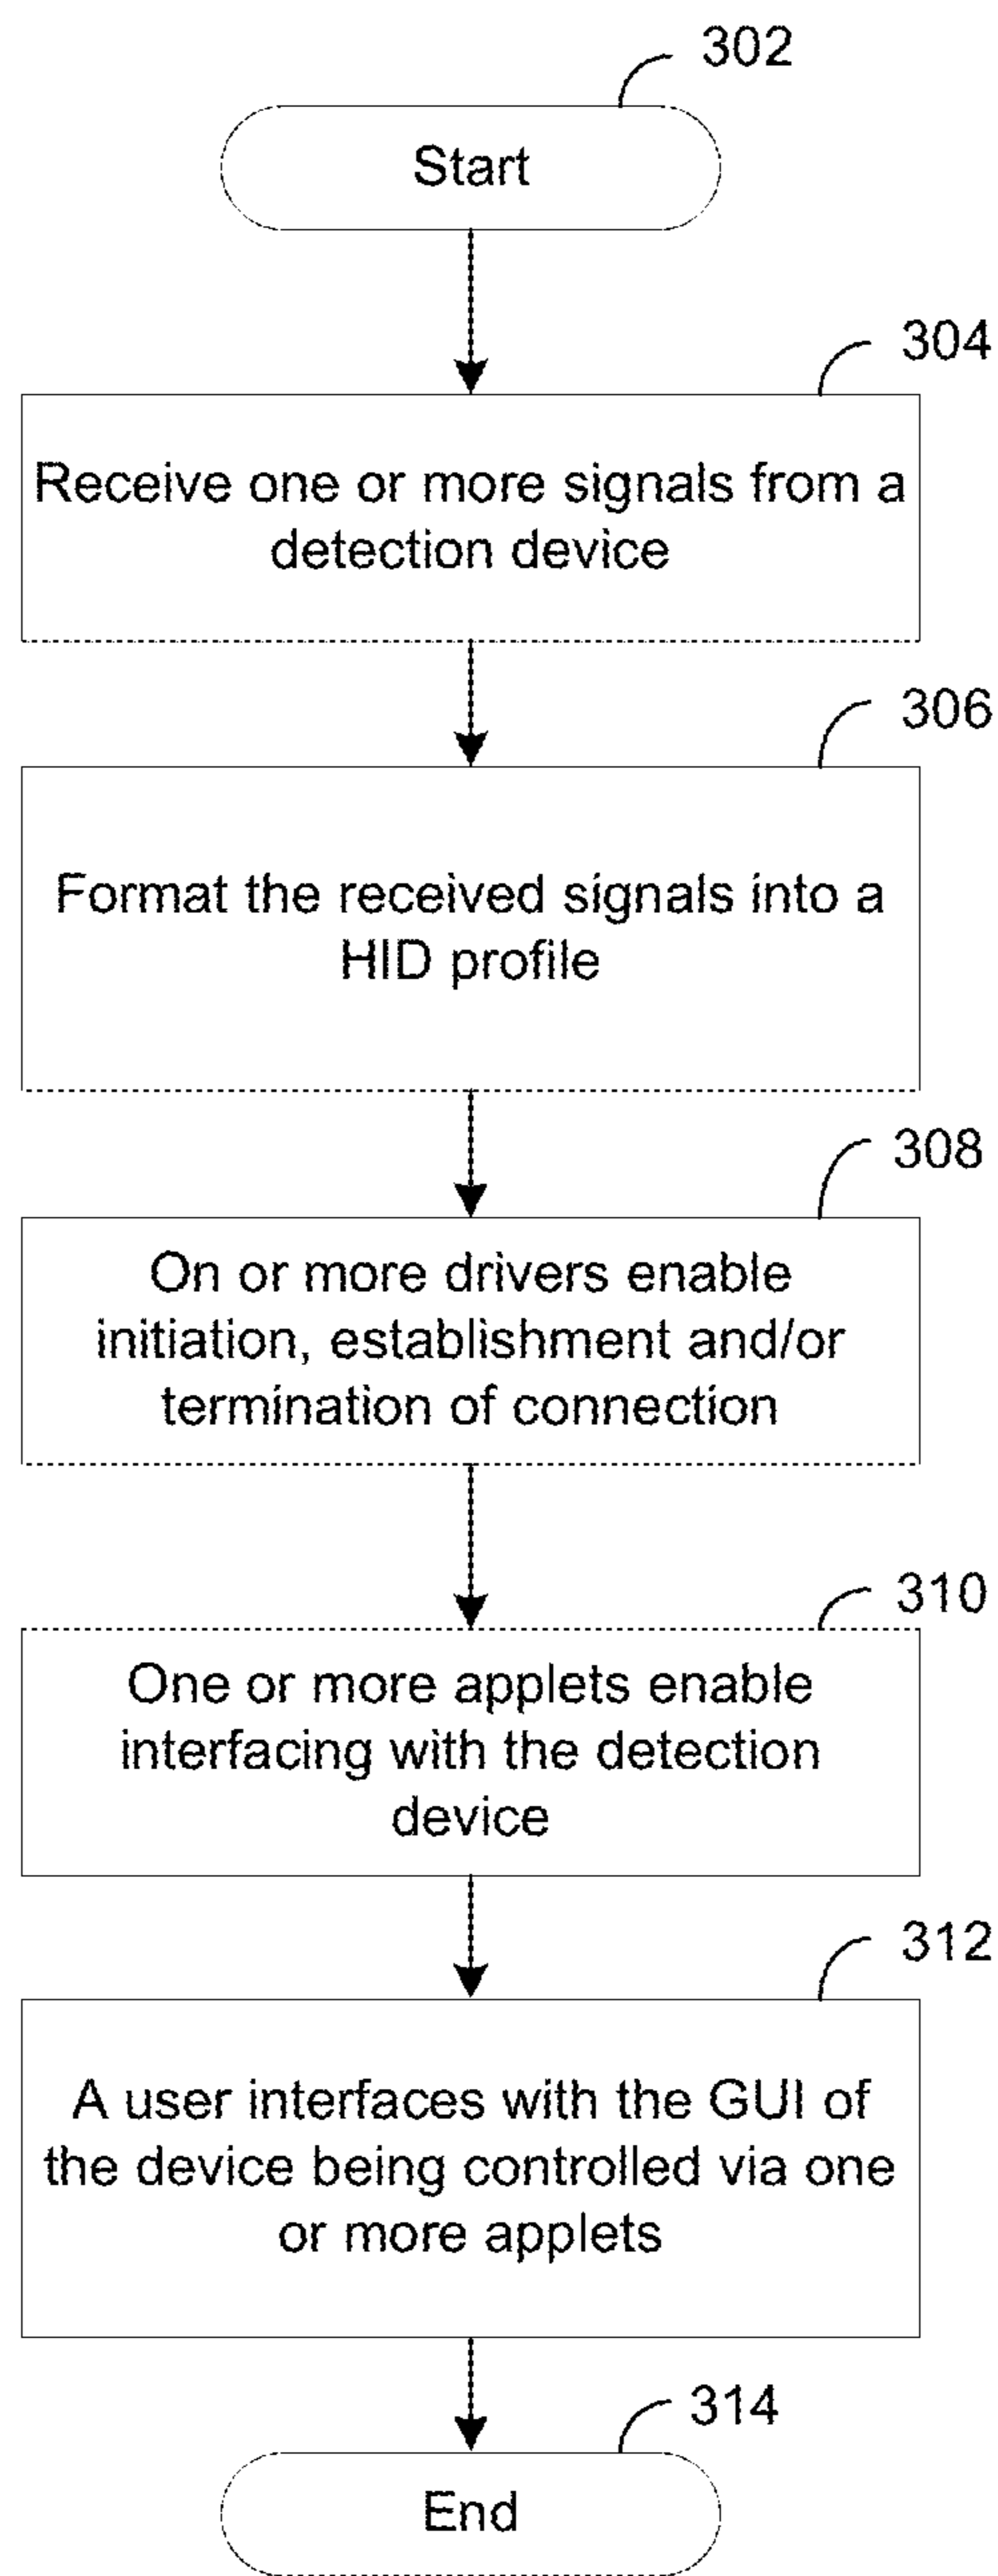 302
Start
304
Receive one or more signals from a
detection device
306
Format the received signals into a
HID profile
308
On or more drivers enable
initiation, establishment and/or
termination of connection
310
One or more applets enable
interfacing with the detection
device
312
A user interfaces with the GUI of
the device being controlled via one
or more applets
314
End